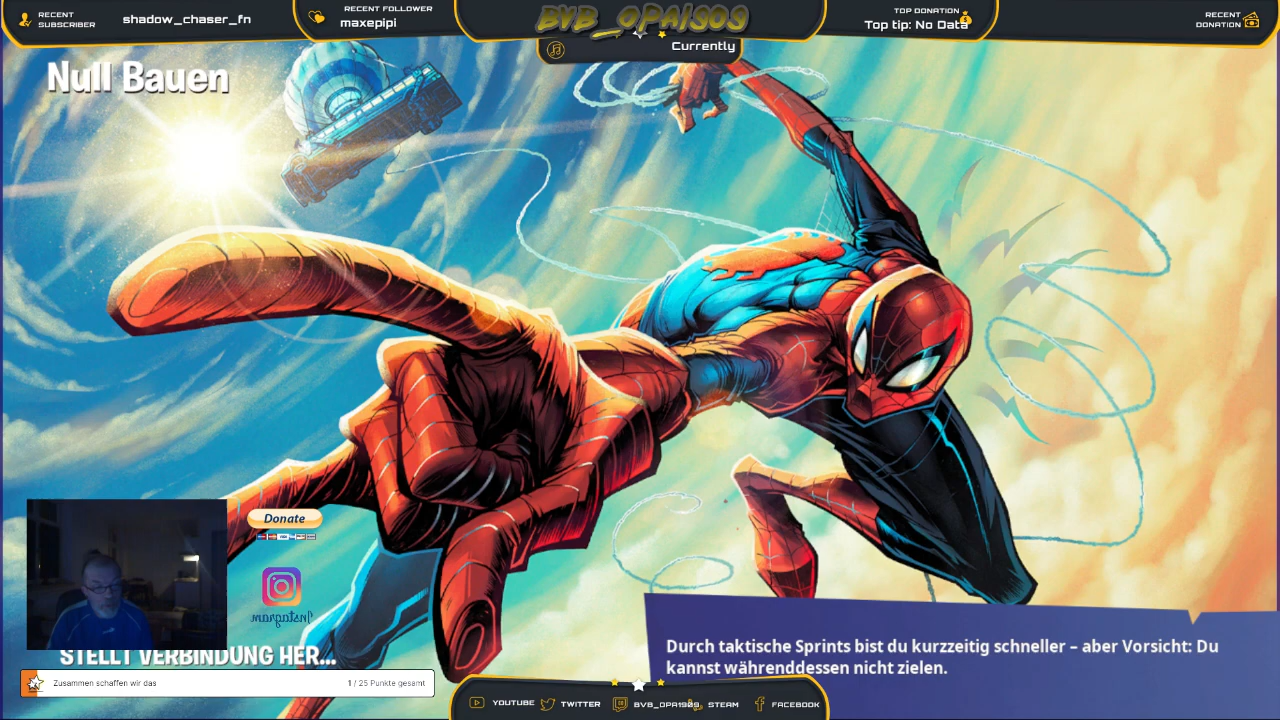 RECENT
SUBSCRIBER
shadow_chaser_fn
RECENT FOLLOWER
maxepipi
BVB_OPA1909
Currently
TOP DONATION
Top tip: No Data
RECENT
DONATION
Null Bauen
Donate
Instagram
STELLT VERBINDUNG HER...
Zusammen schaffen wir das
1 / 25 Punkte gesamt
Durch taktische Sprints bist du kurzzeitig schneller – aber Vorsicht: Du
kannst währenddessen nicht zielen.
YOUTUBE
TWITTER
BVB_OPA1909
STEAM
FACEBOOK